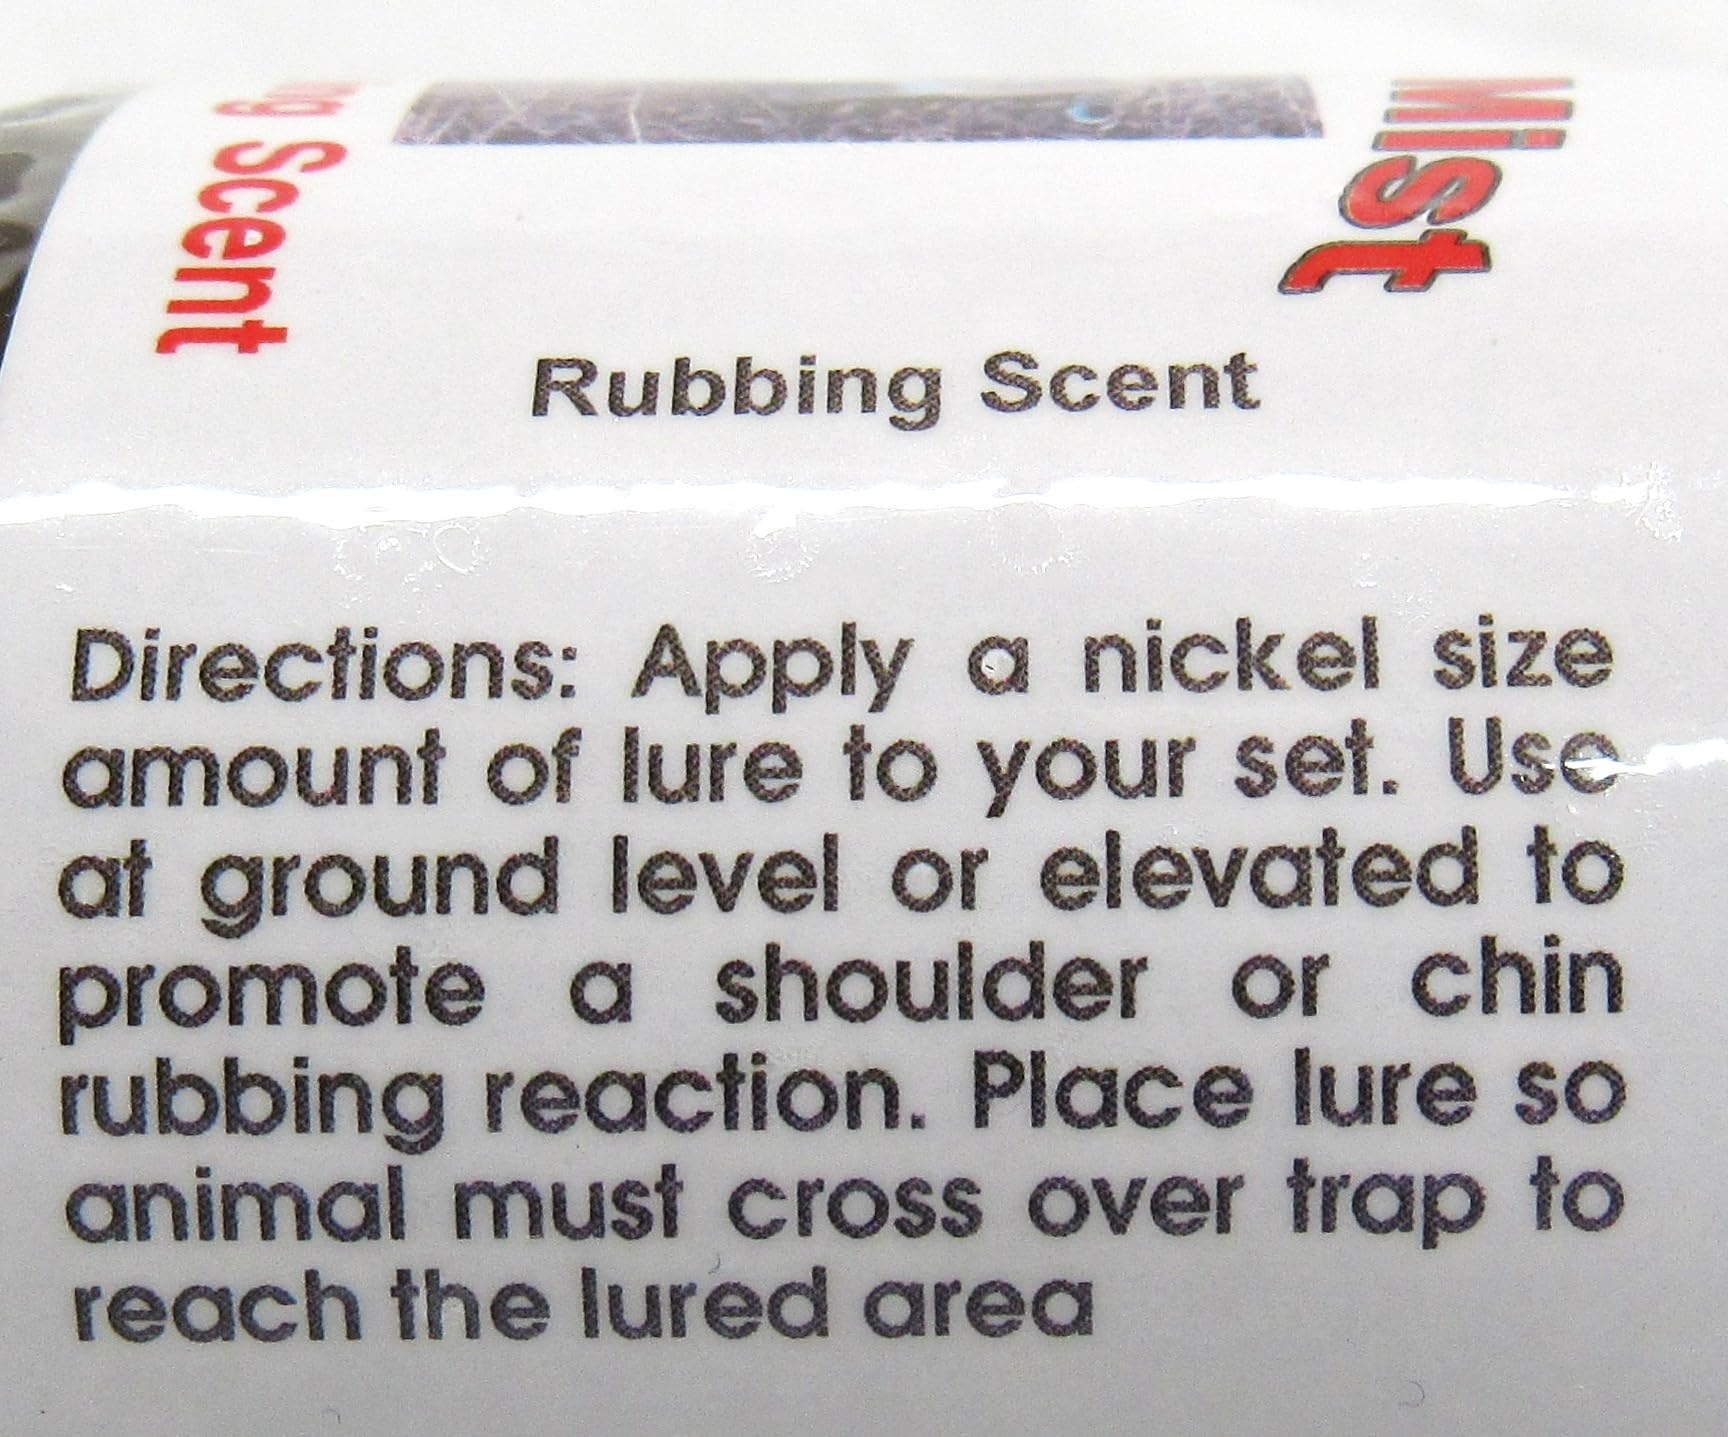 Mist
Scent
Rubbing Scent
Directions: Apply a nickel size
amount of lure to your set. Use
at ground level or elevated to
promote a shoulder or chin
rubbing reaction. Place lure so
animal must cross over trap to
reach the lured area